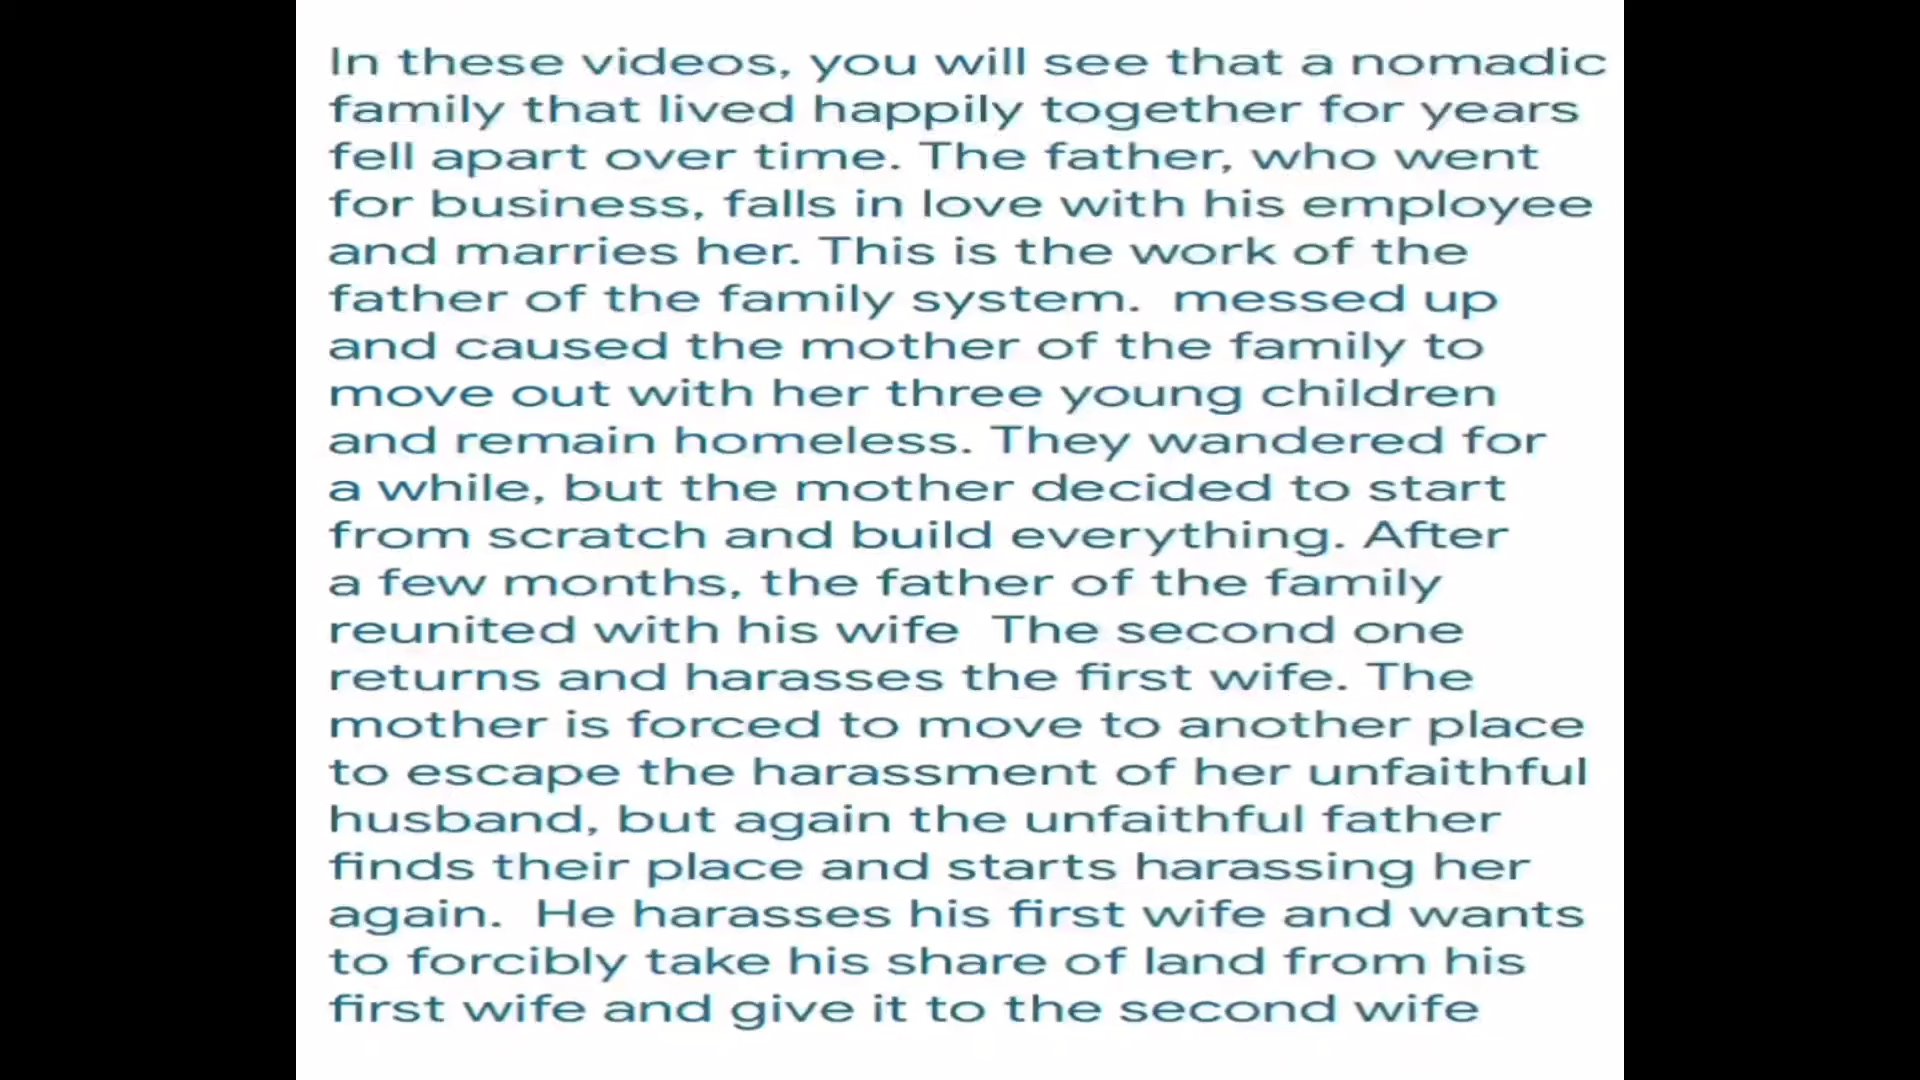 In these videos, you will see that a nomadic
family that lived happily together for years
fell apart over time. The father, who went
for business, falls in love with his employee
and marries her. This is the work of the
father of the family system.  messed up
and caused the mother of the family to
move out with her three young children
and remain homeless. They wandered for
a while, but the mother decided to start
from scratch and build everything. After
a few months, the father of the family
reunited with his wife  The second one
returns and harasses the first wife. The
mother is forced to move to another place
to escape the harassment of her unfaithful
husband, but again the unfaithful father
finds their place and starts harassing her
again.  He harasses his first wife and wants
to forcibly take his share of land from his
first wife and give it to the second wife